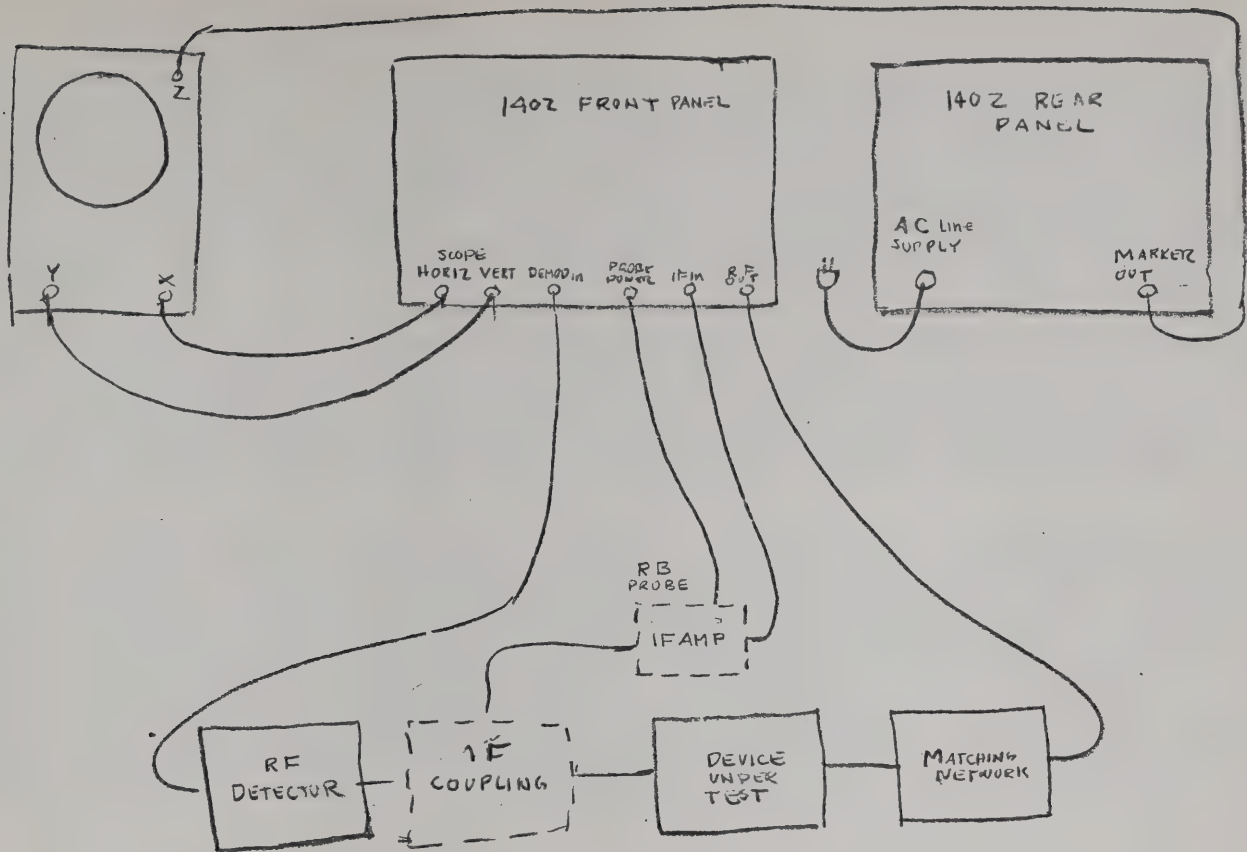 Z
1402 FRONT PANEL
1402 REAR
PANEL
Y
X
SCOPE
HORIZ VERT
DEMOD in
PROBE
POWER
IF In
RF
OUT
AC Line
SUPPLY
MARKER
OUT
RB
PROBE
IF AMP
RF
DETECTOR
IF
COUPLING
DEVICE
UNDER
TEST
MATCHING
NETWORK